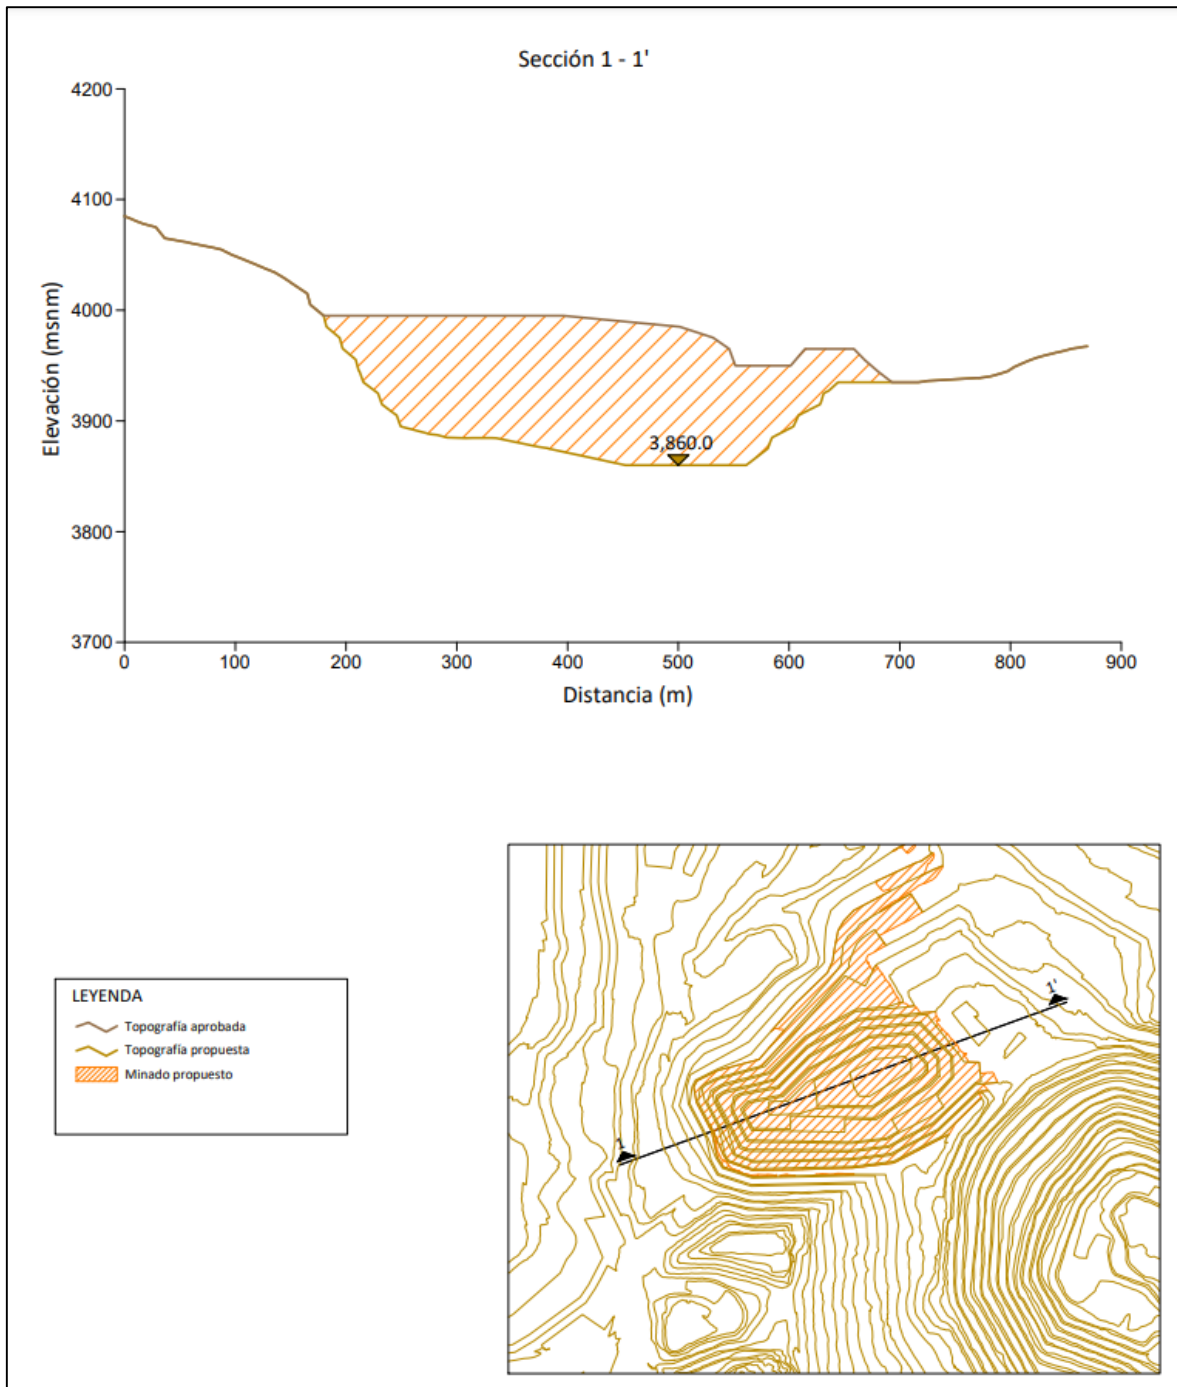 Sección 1 - 1'
4200
4100
4000
3900
3800
3700
Elevación (msnm)
3,860.0
0 100 200 300 400 500 600 700 800 900
Distancia (m)
LEYENDA
Topografía aprobada
Topografía propuesta
Minado propuesto
1'
1